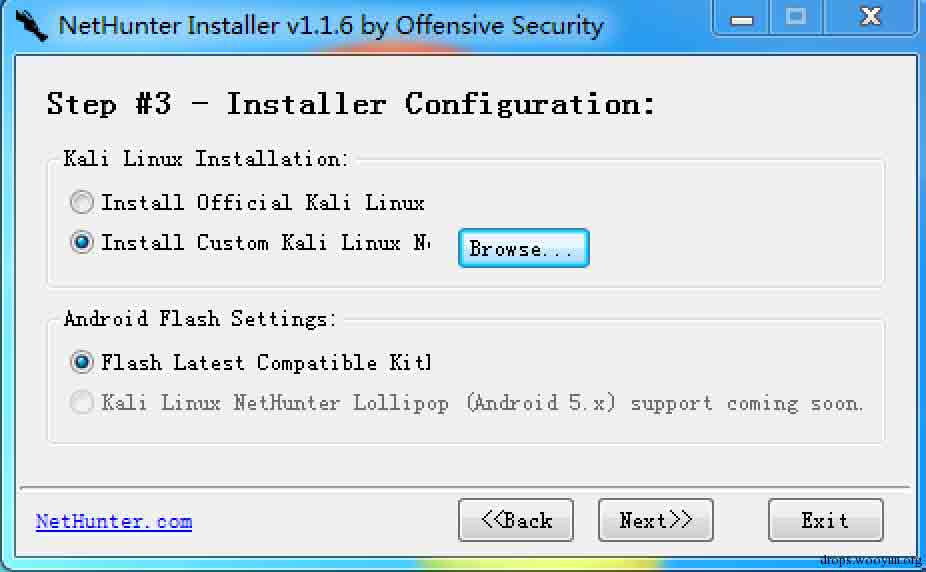 NetHunter Installer v1.1.6 by Offensive Security
Step #3 - Installer Configuration:
Kali Linux Installation:
Install Official Kali Linux
Install Custom Kali Linux
Browse...
Android Flash Settings:
Flash Latest Compatible
Kali Linux NetHunter Lollipop (Android 5.x) support coming soon.
NetHunter.com
<<Back
Next>>
Exit
drops.wooyun.org